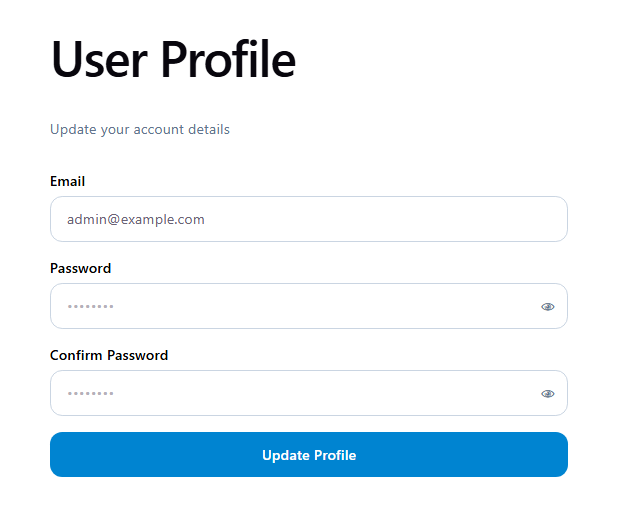 User Profile
Update your account details
Email
admin@example.com
Password
••••••••
Confirm Password
••••••••
Update Profile